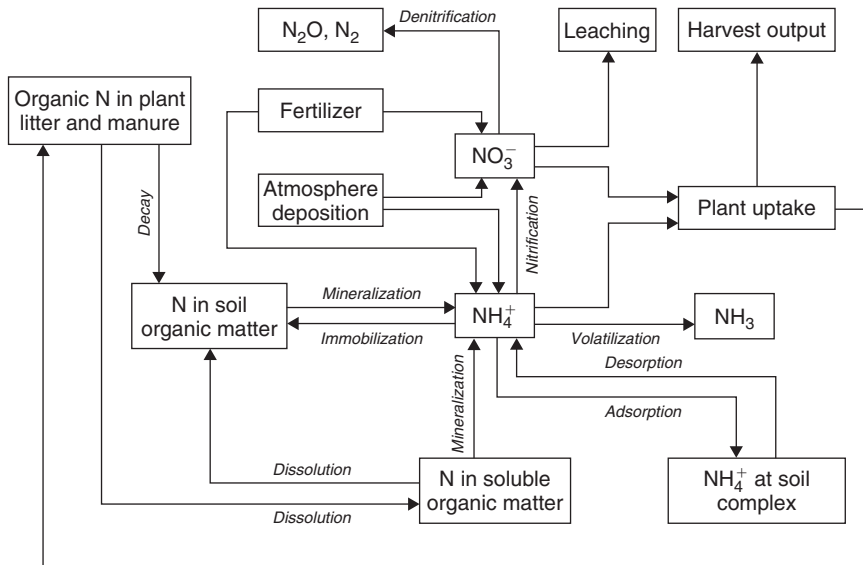 N₂O, N₂
Denitrification
Leaching
Harvest output
Organic N in plant
litter and manure
Fertilizer
NO₃⁻
Atmosphere
deposition
Plant uptake
Decay
Nitrification
N in soil
organic matter
Mineralization
Immobilization
NH₄⁺
Volatilization
NH₃
Desorption
Mineralization
Adsorption
Dissolution
Dissolution
N in soluble
organic matter
NH₄⁺ at soil
complex